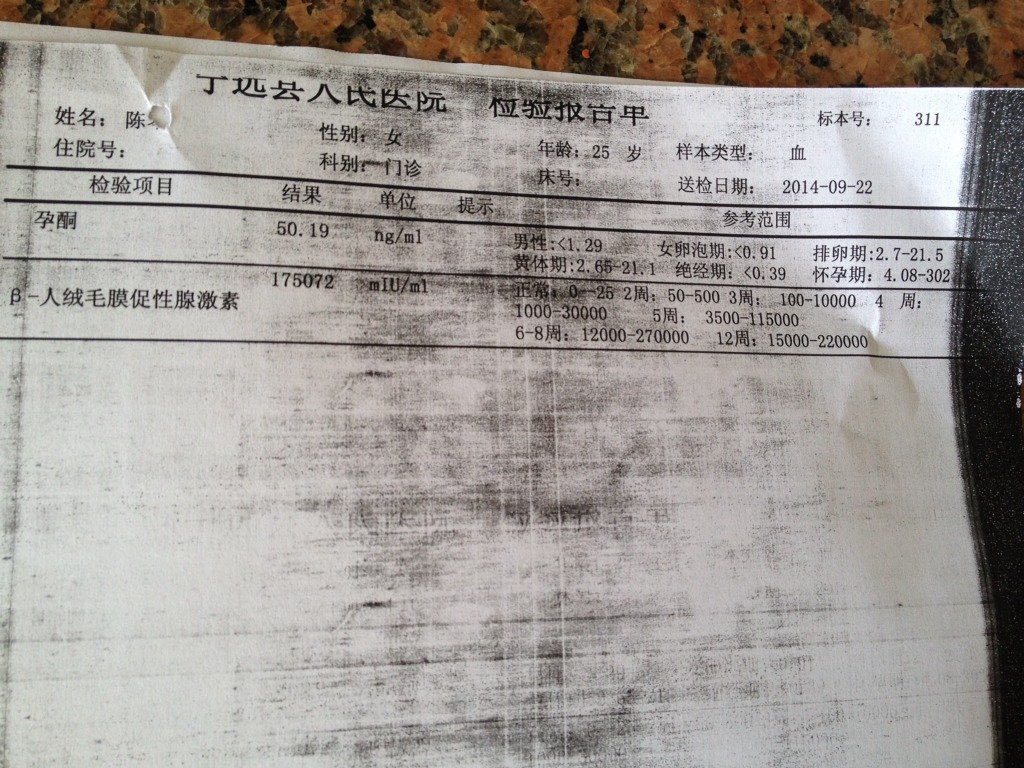 宁远县人民医院 检验报告单
姓名： 陈 性别： 女 年龄： 25 岁 样本类型： 血 标本号： 311
住院号： 科别： 门诊 床号： 送检日期： 2014-09-22
检验项目 结果 单位 提示 参考范围
孕酮 50.19 ng/ml 男性:<1.29 女卵泡期:<0.91 排卵期:2.7-21.5
黄体期:2.65-21.1 绝经期：<0.39 怀孕期：4.08-302
β-人绒毛膜促性腺激素 175072 mIU/ml 正常：0--25 2周：50-500 3周： 100-10000 4 周：
1000-30000 5周： 3500-115000
6-8周：12000-270000 12周：15000-220000